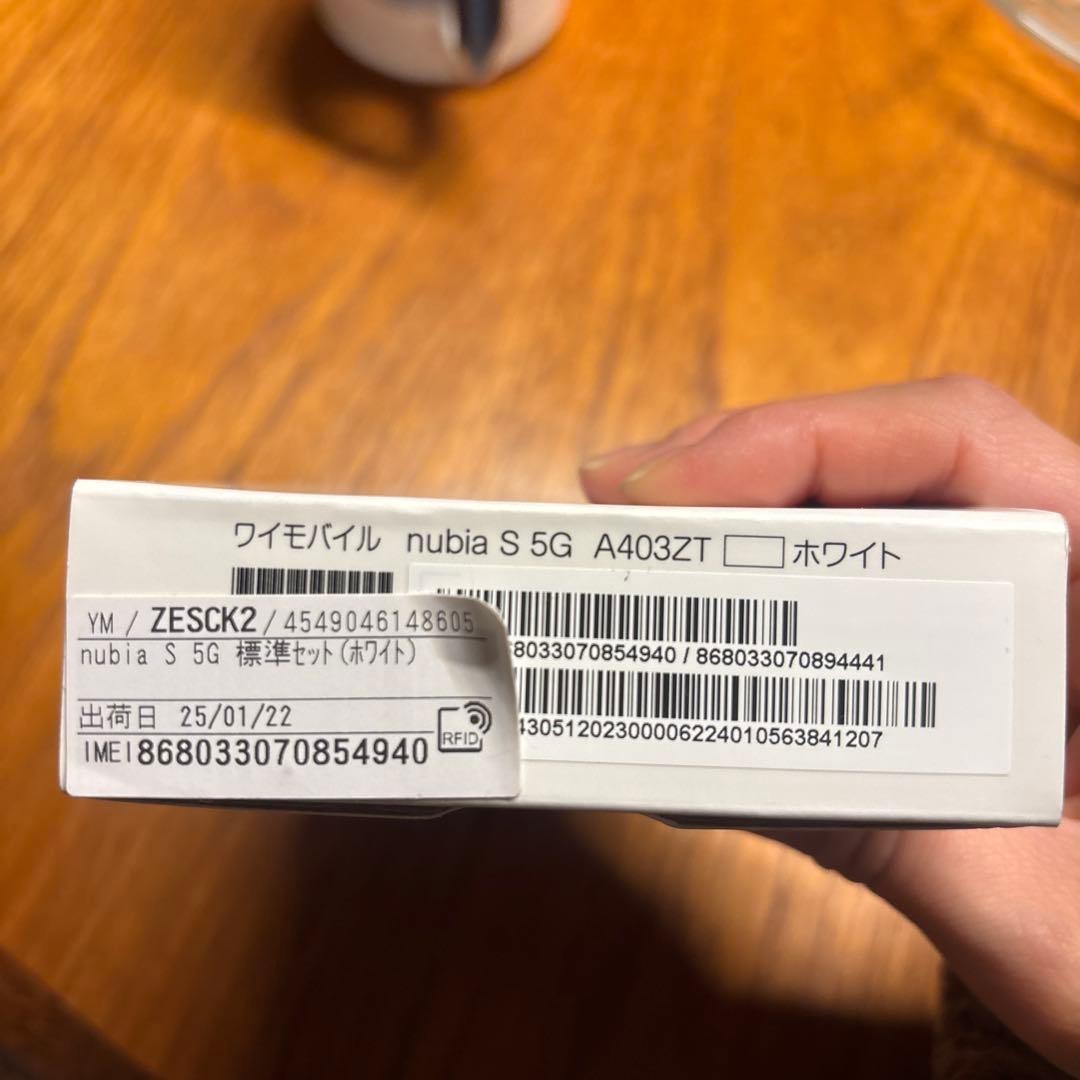 ワイモバイル nubia S 5G A403ZT ホワイト
YM / ZESCK2 / 4549046148605
nubia S 5G 標準セット(ホワイト)
出荷日 25/01/22
IMEI 868033070854940
RFID
68033070854940 / 868033070894441
43051202300006224010563841207